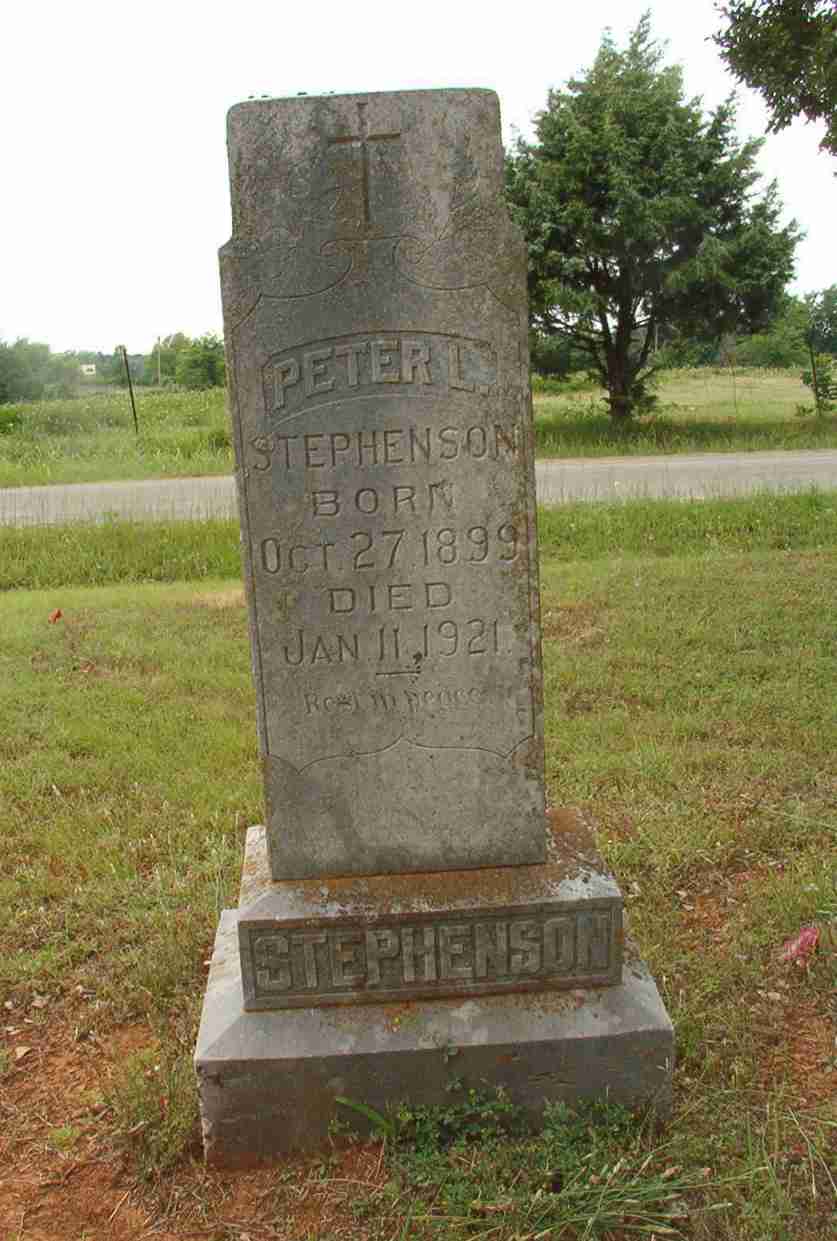 PETER L.
STEPHENSON
BORN
OCT. 27, 1899
DIED
JAN. 11, 1921.
Rest in peace
STEPHENSON